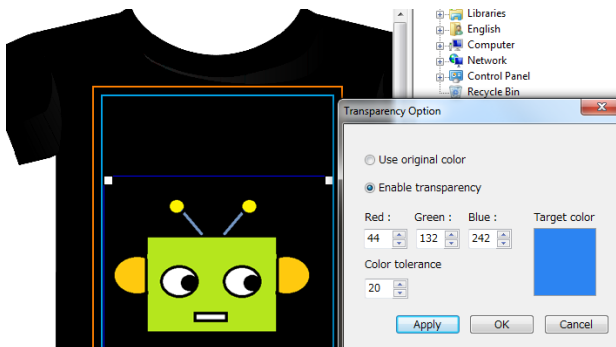 Libraries
English
Computer
Network
Control Panel
Recycle Bin
Transparency Option
Use original color
Enable transparency
Red : Green : Blue : Target color
44 132 242
Color tolerance
20
Apply OK Cancel